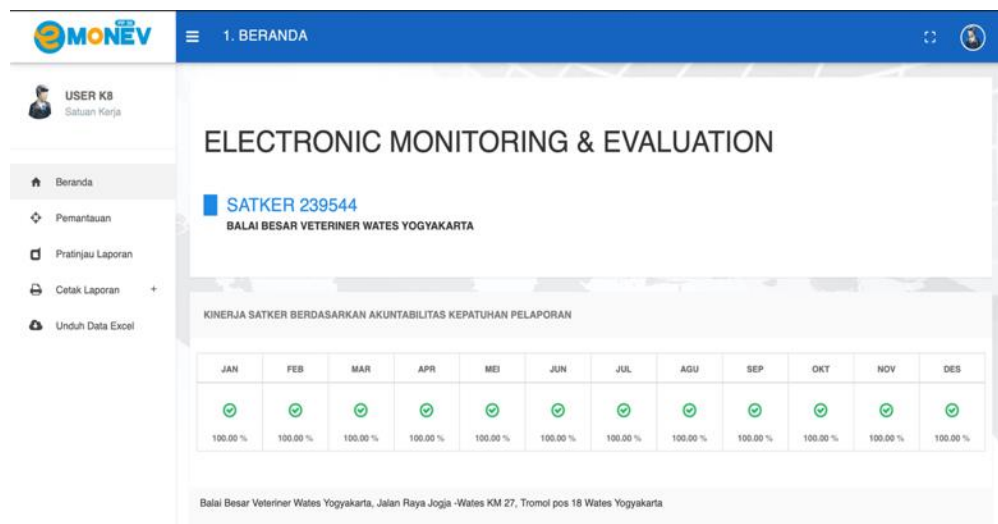 eMONEV
1. BERANDA
USER K8
Satuan Kerja
Beranda
Pemantauan
Pratinjau Laporan
Cetak Laporan +
Unduh Data Excel
ELECTRONIC MONITORING & EVALUATION
SATKER 239544
BALAI BESAR VETERINER WATES YOGYAKARTA
KINERJA SATKER BERDASARKAN AKUNTABILITAS KEPATUHAN PELAPORAN
JAN FEB MAR APR MEI JUN JUL AGU SEP OKT NOV DES
100.00 % 100.00 % 100.00 % 100.00 % 100.00 % 100.00 % 100.00 % 100.00 % 100.00 % 100.00 % 100.00 % 100.00 %
Balai Besar Veteriner Wates Yogyakarta, Jalan Raya Jogja -Wates KM 27, Tromol pos 18 Wates Yogyakarta